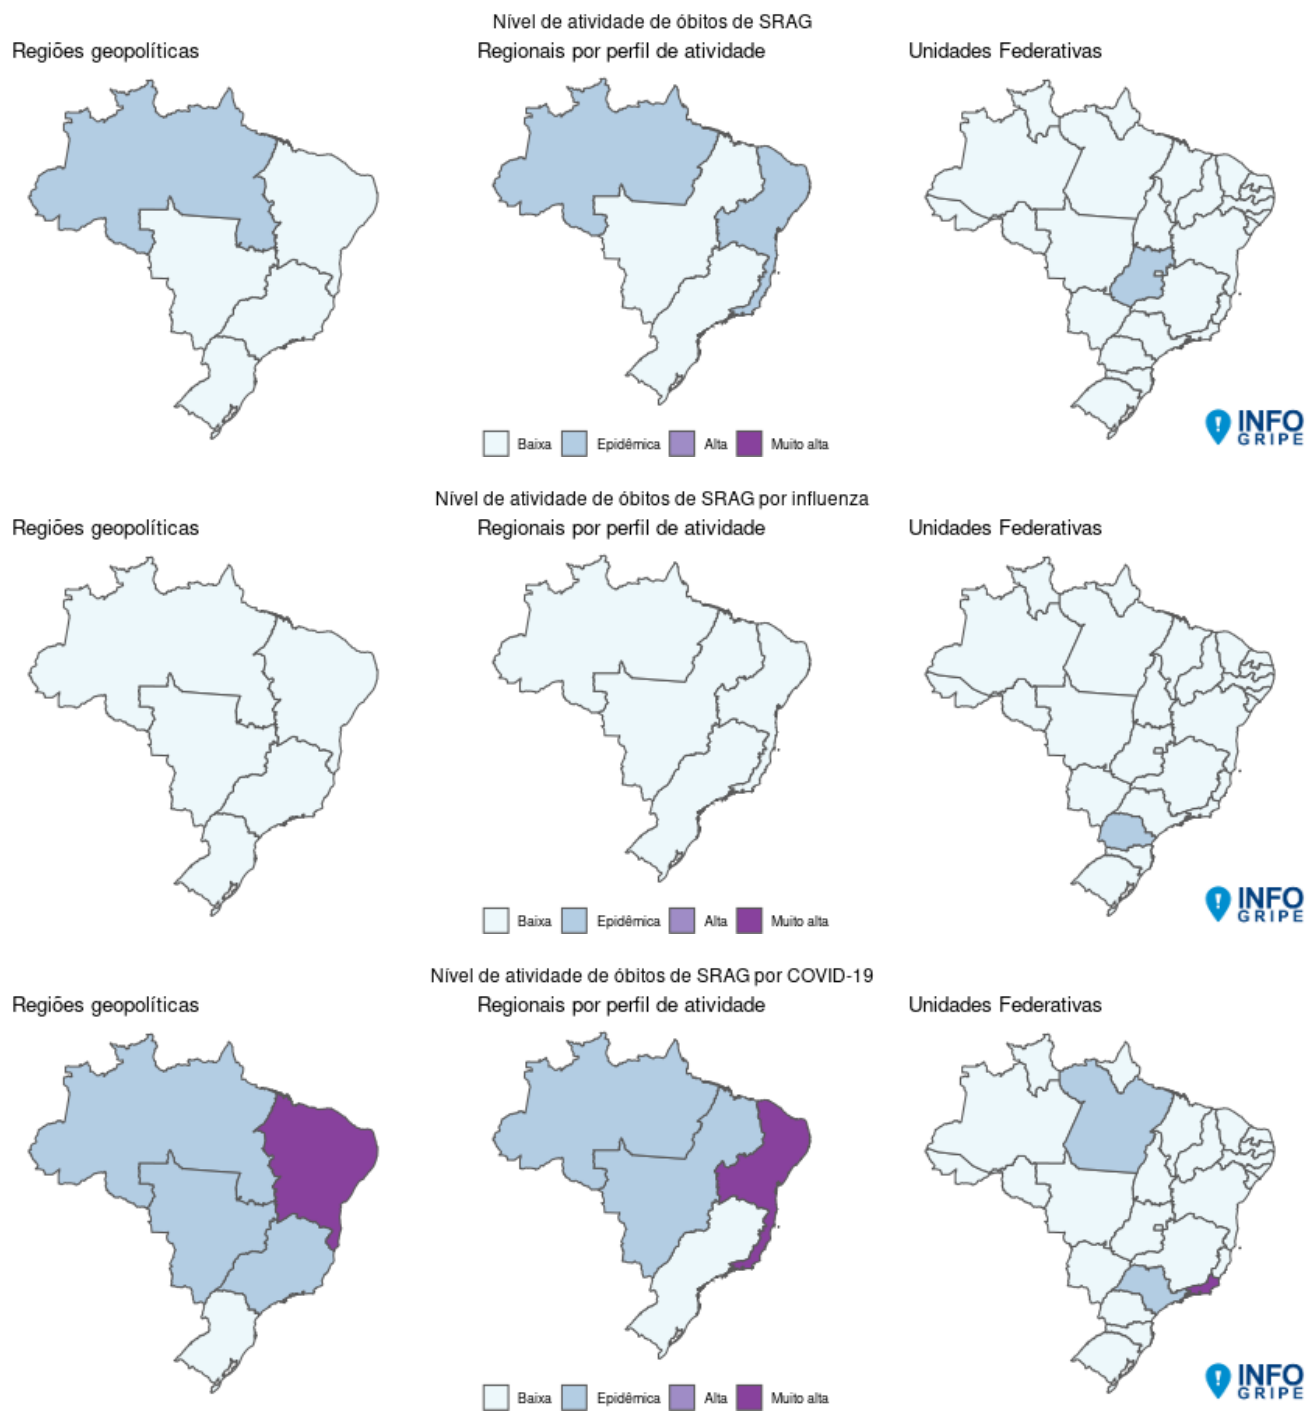 Nível de atividade de óbitos de SRAG
Regiões geopolíticas
Regionais por perfil de atividade
Unidades Federativas
Baixa
Epidêmica
Alta
Muito alta
INFO
GRIPE
Nível de atividade de óbitos de SRAG por influenza
Regiões geopolíticas
Regionais por perfil de atividade
Unidades Federativas
Baixa
Epidêmica
Alta
Muito alta
INFO
GRIPE
Nível de atividade de óbitos de SRAG por COVID-19
Regiões geopolíticas
Regionais por perfil de atividade
Unidades Federativas
Baixa
Epidêmica
Alta
Muito alta
INFO
GRIPE